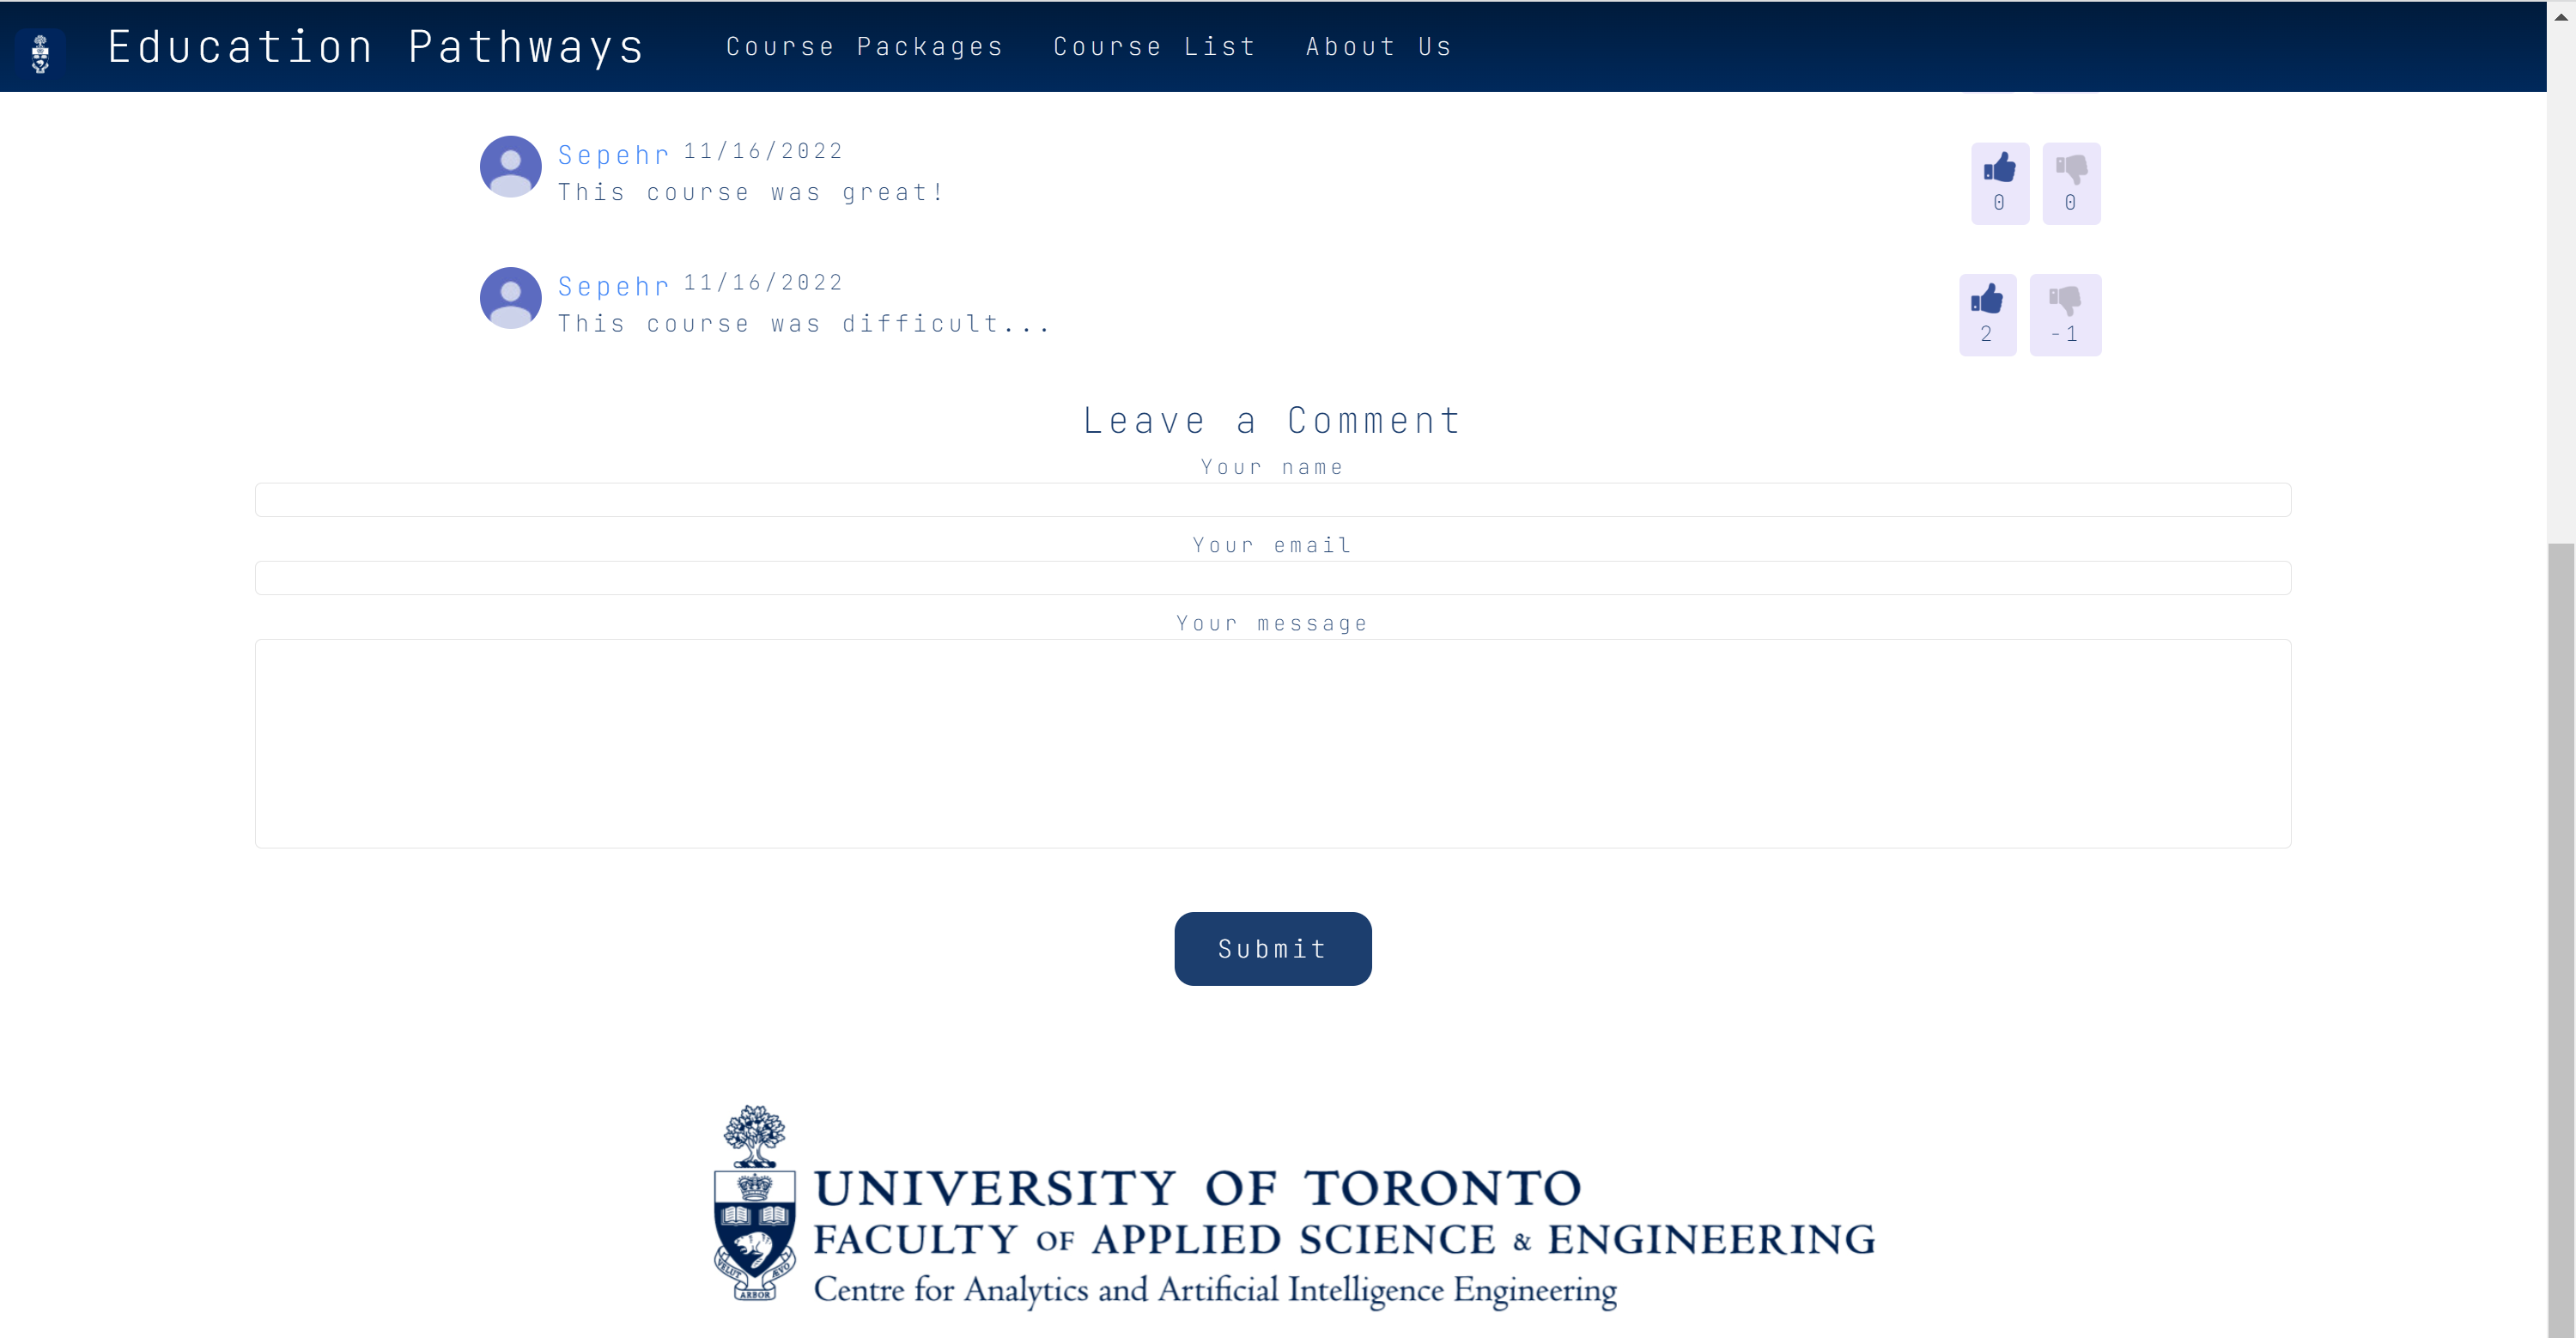 Education Pathways Course Packages Course List About Us
Sepehr 11/16/2022
This course was great!
0 0
Sepehr 11/16/2022
This course was difficult...
2 -1
Leave a Comment
Your name
Your email
Your message
Submit
UNIVERSITY OF TORONTO
FACULTY OF APPLIED SCIENCE & ENGINEERING
Centre for Analytics and Artificial Intelligence Engineering
VELUT ARBOR ÆVO